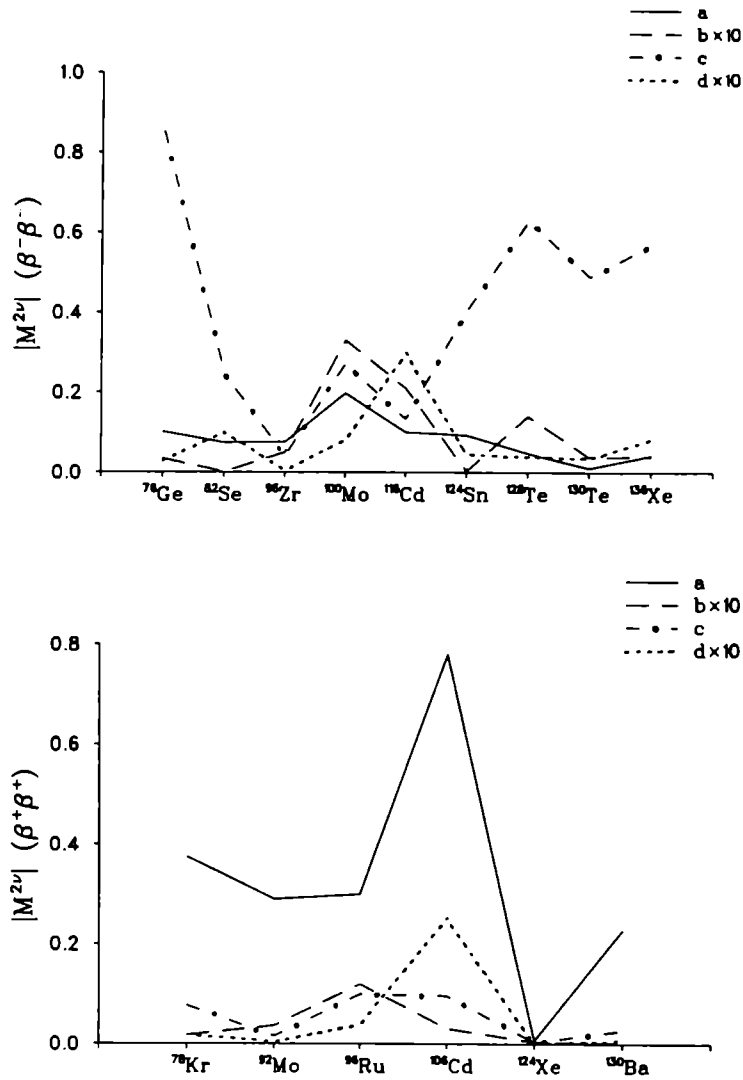 a
b×10
c
d×10
|M²ᵛ| (β⁻β⁻)
1.0
0.8
0.6
0.4
0.2
0.0
⁷⁶Ge ⁸²Se ⁹⁶Zr ¹⁰⁰Mo ¹¹⁶Cd ¹²⁴Sn ¹²⁸Te ¹³⁰Te ¹³⁶Xe
a
b×10
c
d×10
|M²ᵛ| (β⁺β⁺)
0.8
0.6
0.4
0.2
0.0
⁷⁸Kr ⁹²Mo ⁹⁶Ru ¹⁰⁶Cd ¹²⁴Xe ¹³⁰Ba